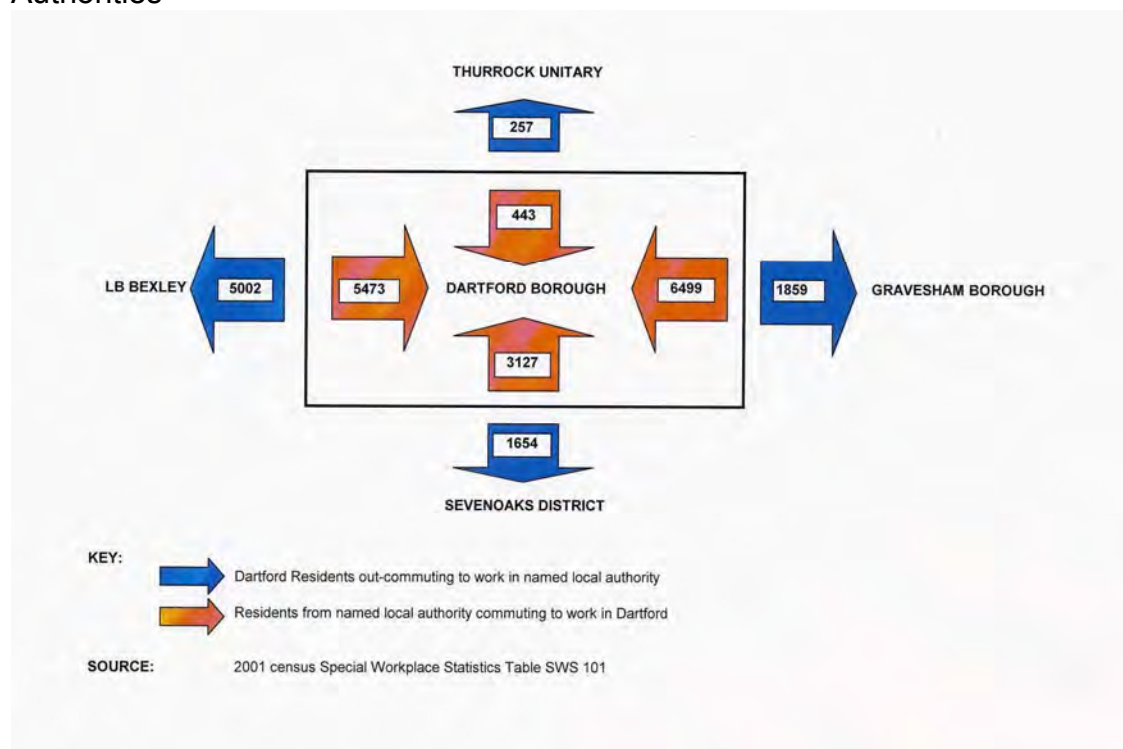 Authorities
THURROCK UNITARY
257
443
LB BEXLEY 5002 5473 DARTFORD BOROUGH 6499 1859 GRAVESHAM BOROUGH
3127
1654
SEVENOAKS DISTRICT
KEY:
Dartford Residents out-commuting to work in named local authority
Residents from named local authority commuting to work in Dartford
SOURCE: 2001 census Special Workplace Statistics Table SWS 101